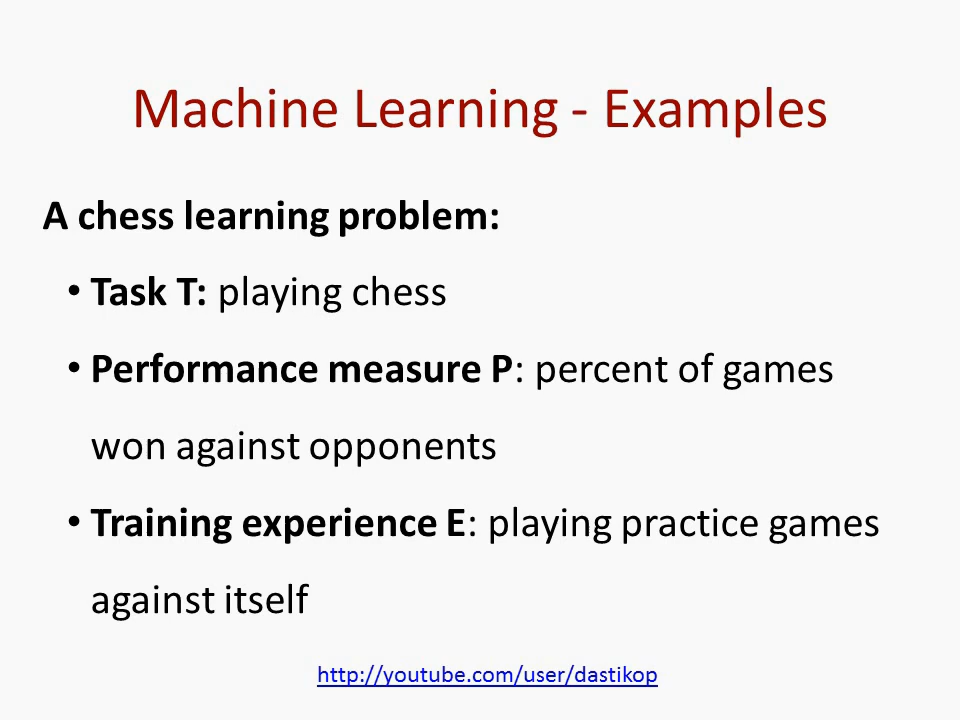 Machine Learning - Examples
A chess learning problem:
• Task T: playing chess
• Performance measure P: percent of games
won against opponents
• Training experience E: playing practice games
against itself
http://youtube.com/user/dastikop